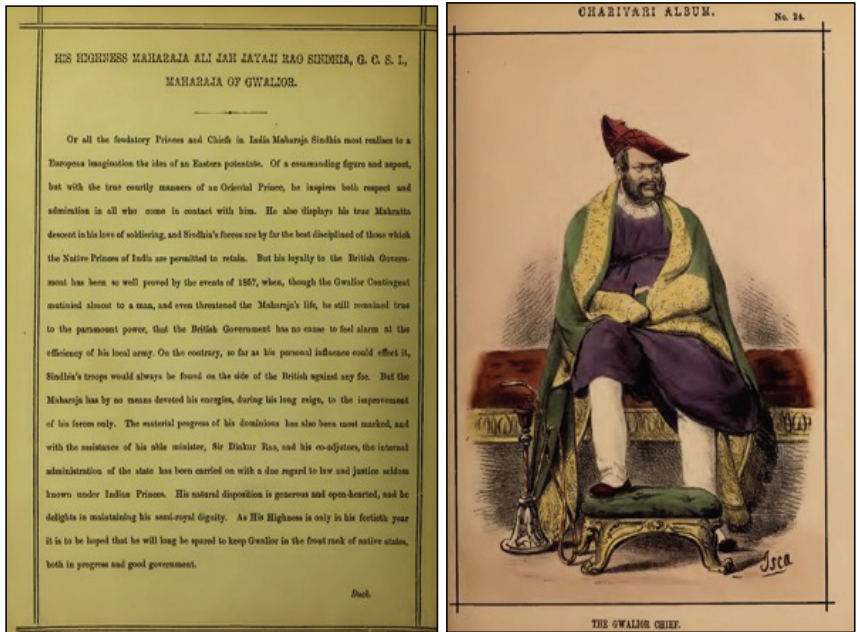 HIS HIGHNESS MAHARAJA ALI JAH JAYAJI RAO SINDHIA, G. C. S. I.,
MAHARAJA OF GWALIOR.
Of all the feudatory Princes and Chiefs in India Maharaja Sindhia most realises to a
European imagination the idea of an Eastern potentate. Of a commanding figure and aspect,
but with the true courtly manners of an Oriental Prince, he inspires both respect and
admiration in all who come in contact with him. He also displays his true Mahratta
descent in his love of soldiering, and Sindhia's forces are by far the best disciplined of those which
the Native Princes of India are permitted to retain. But his loyalty to the British Govern-
ment has been so well proved by the events of 1857, when, though the Gwalior Contingent
mutinied almost to a man, and even threatened the Maharaja's life, he still remained true
to the paramount power, that the British Government has no cause to feel alarm at the
efficiency of his local army. On the contrary, so far as his personal influence could effect it,
Sindhia's troops would always be found on the side of the British against any foe. But the
Maharaja has by no means devoted his energies, during his long reign, to the improvement
of his forces only. The material progress of his dominions has also been most marked, and
with the assistance of his able minister, Sir Dinkur Rao, and his co-adjutors, the internal
administration of the state has been carried on with a due regard to law and justice seldom
known under Indian Princes. His natural disposition is generous and open-hearted, and he
delights in maintaining his semi-royal dignity. As His Highness is only in his fortieth year
it is to be hoped that he will long be spared to keep Gwalior in the front rank of native states,
both in progress and good government.
Duck.
CHARIVARI ALBUM.
No. 24.
Isca
THE GWALIOR CHIEF.